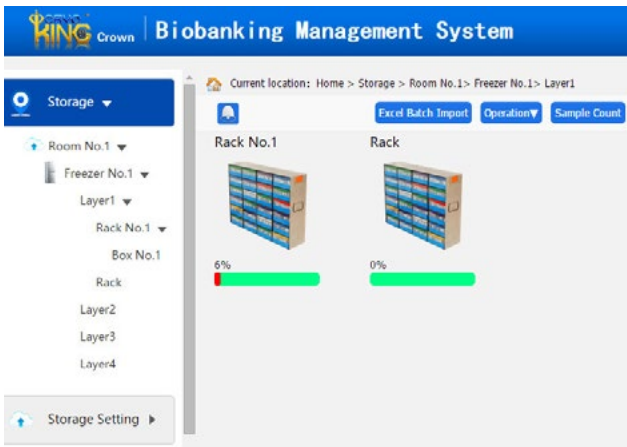 KING Crown Biobanking Management System
Current location: Home > Storage > Room No.1> Freezer No.1> Layer1
Storage
Excel Batch Import Operation▼ Sample Count
Room No.1
Rack No.1 Rack
Freezer No.1
Layer1
Rack No.1
Box No.1
6% 0%
Rack
Layer2
Layer3
Layer4
Storage Setting